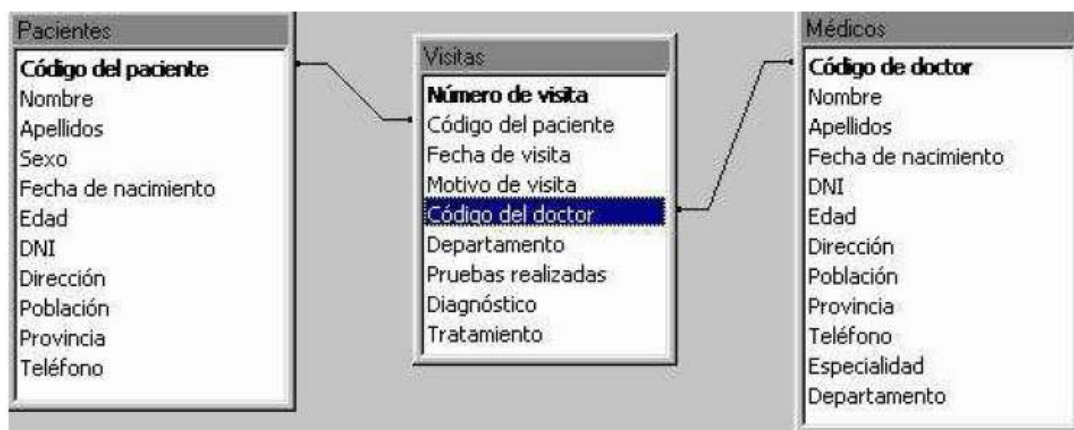 Pacientes
Código del paciente
Nombre
Apellidos
Sexo
Fecha de nacimiento
Edad
DNI
Dirección
Población
Provincia
Teléfono
Visitas
Número de visita
Código del paciente
Fecha de visita
Motivo de visita
Código del doctor
Departamento
Pruebas realizadas
Diagnóstico
Tratamiento
Médicos
Código de doctor
Nombre
Apellidos
Fecha de nacimiento
DNI
Edad
Dirección
Población
Provincia
Teléfono
Especialidad
Departamento